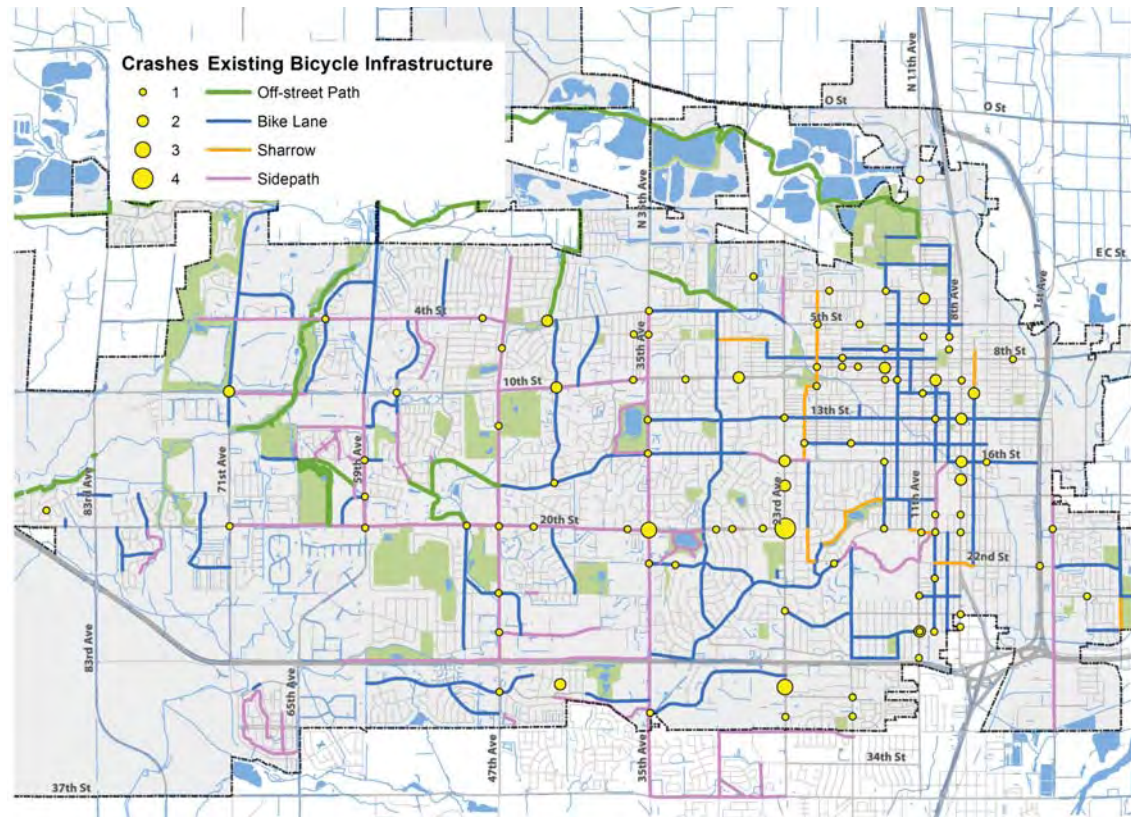 Crashes Existing Bicycle Infrastructure
1 Off-street Path
2 Bike Lane
3 Sharrow
4 Sidepath
N 11th Ave
O St
O St
N 35th Ave
E C St
1st Ave
8th Ave
4th St
5th St
35th Ave
8th St
10th St
13th St
59th Ave
71st Ave
83rd Ave
16th St
23rd Ave
11th Ave
20th St
22nd St
83rd Ave
65th Ave
47th Ave
35th Ave
34th St
37th St